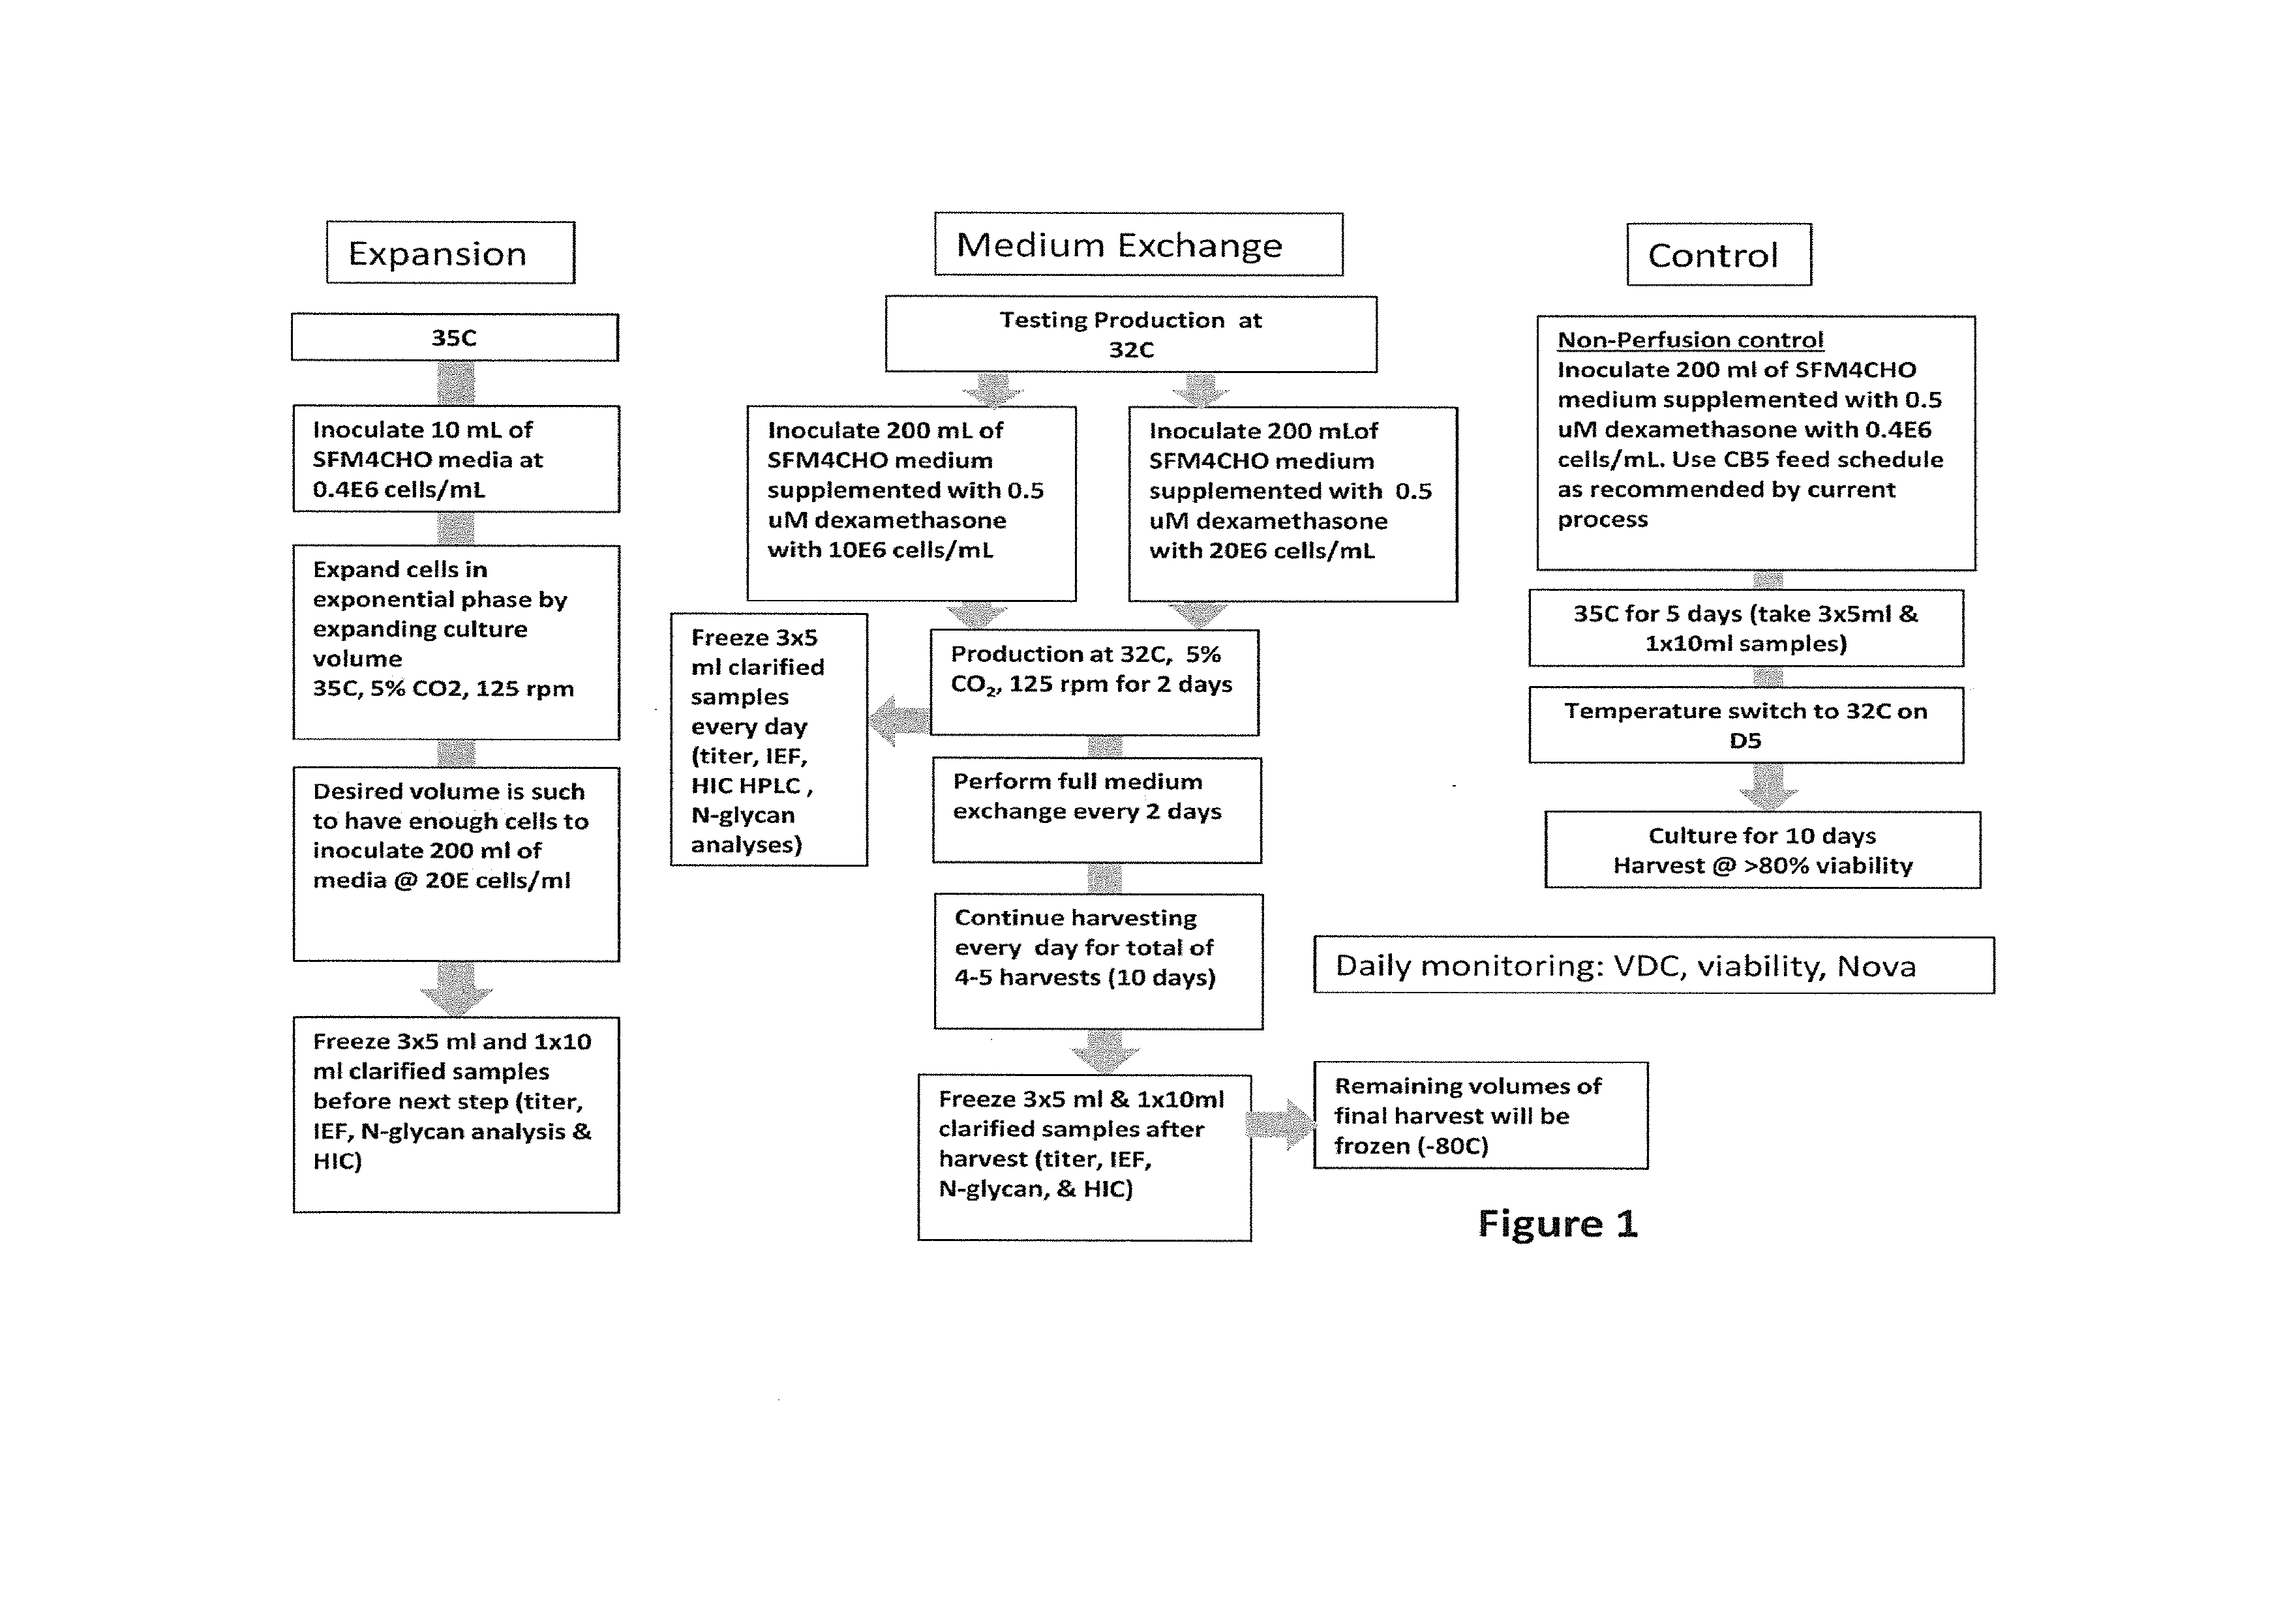 Expansion
35C
Inoculate 10 mL of
SFM4CHO media at
0.4E6 cells/mL
Expand cells in
exponential phase by
expanding culture
volume
35C, 5% CO2, 125 rpm
Desired volume is such
to have enough cells to
inoculate 200 ml of
media @ 20E cells/ml
Freeze 3x5 ml and 1x10
ml clarified samples
before next step (titer,
IEF, N-glycan analysis &
HIC)
Medium Exchange
Testing Production at
32C
Inoculate 200 mL of
SFM4CHO medium
supplemented with 0.5
uM dexamethasone
with 10E6 cells/mL
Inoculate 200 mLof
SFM4CHO medium
supplemented with 0.5
uM dexamethasone
with 20E6 cells/mL
Freeze 3x5
ml clarified
samples
every day
(titer, IEF,
HIC HPLC ,
N-glycan
analyses)
Production at 32C, 5%
CO₂, 125 rpm for 2 days
Perform full medium
exchange every 2 days
Continue harvesting
every day for total of
4-5 harvests (10 days)
Freeze 3x5 ml & 1x10ml
clarified samples after
harvest (titer, IEF,
N-glycan, & HIC)
Remaining volumes of
final harvest will be
frozen (-80C)
Control
Non-Perfusion control
Inoculate 200 ml of SFM4CHO
medium supplemented with 0.5
uM dexamethasone with 0.4E6
cells/mL. Use CB5 feed schedule
as recommended by current
process
35C for 5 days (take 3x5ml &
1x10ml samples)
Temperature switch to 32C on
D5
Culture for 10 days
Harvest @ >80% viability
Daily monitoring: VDC, viability, Nova
Figure 1